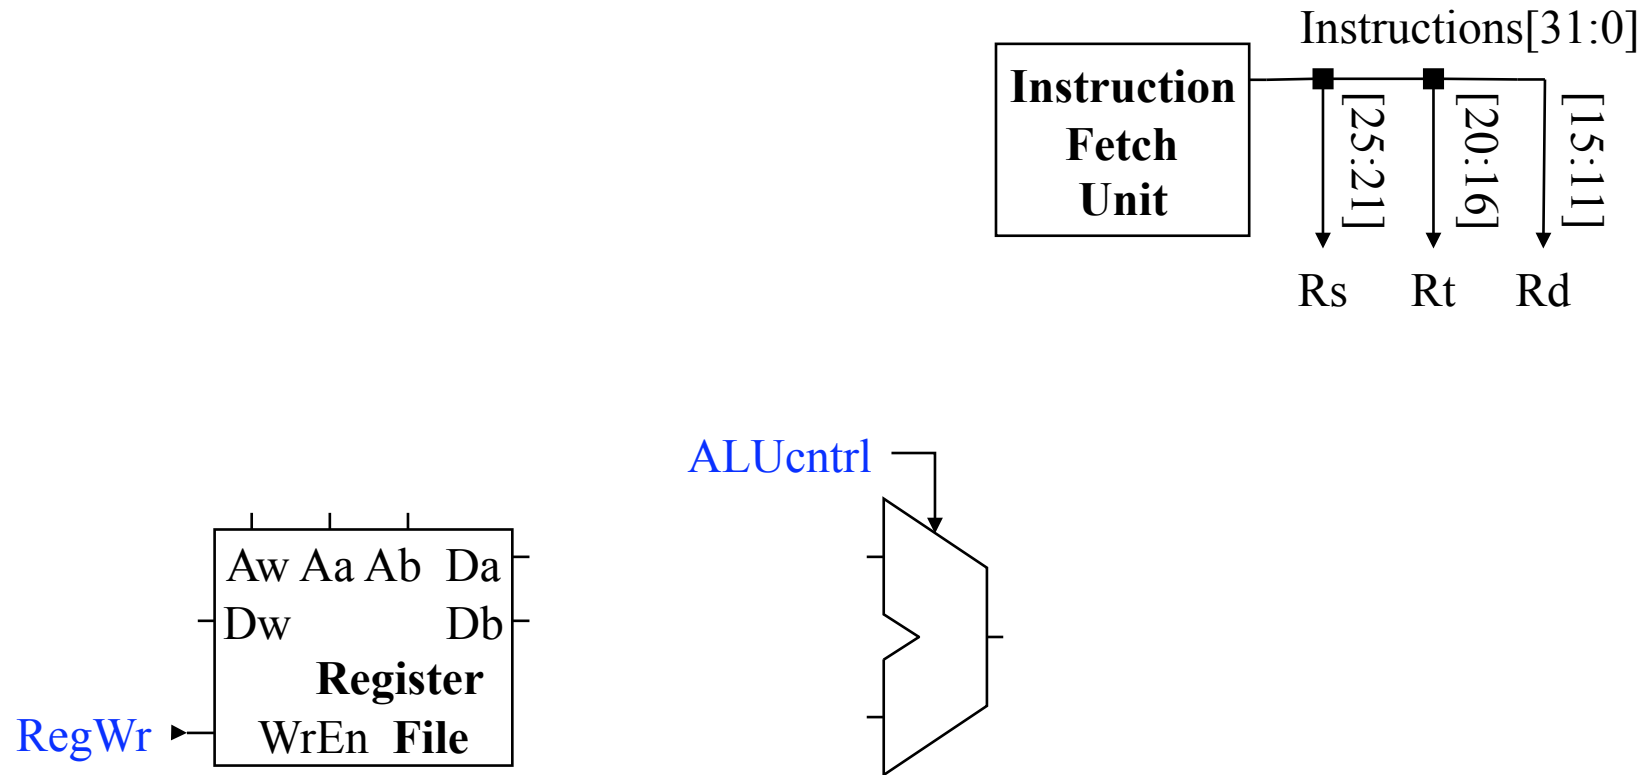 Instructions[31:0]
Instruction
Fetch
Unit
[25:21]
[20:16]
[15:11]
Rs Rt Rd
ALUcntrl
Aw Aa Ab Da
Dw Db
Register
RegWr WrEn File